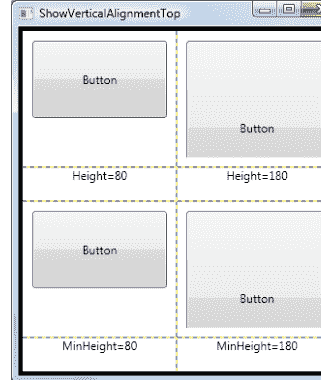 ShowVerticalAlignmentTop
Button
Button
Height=80
Height=180
Button
Button
MinHeight=80
MinHeight=180